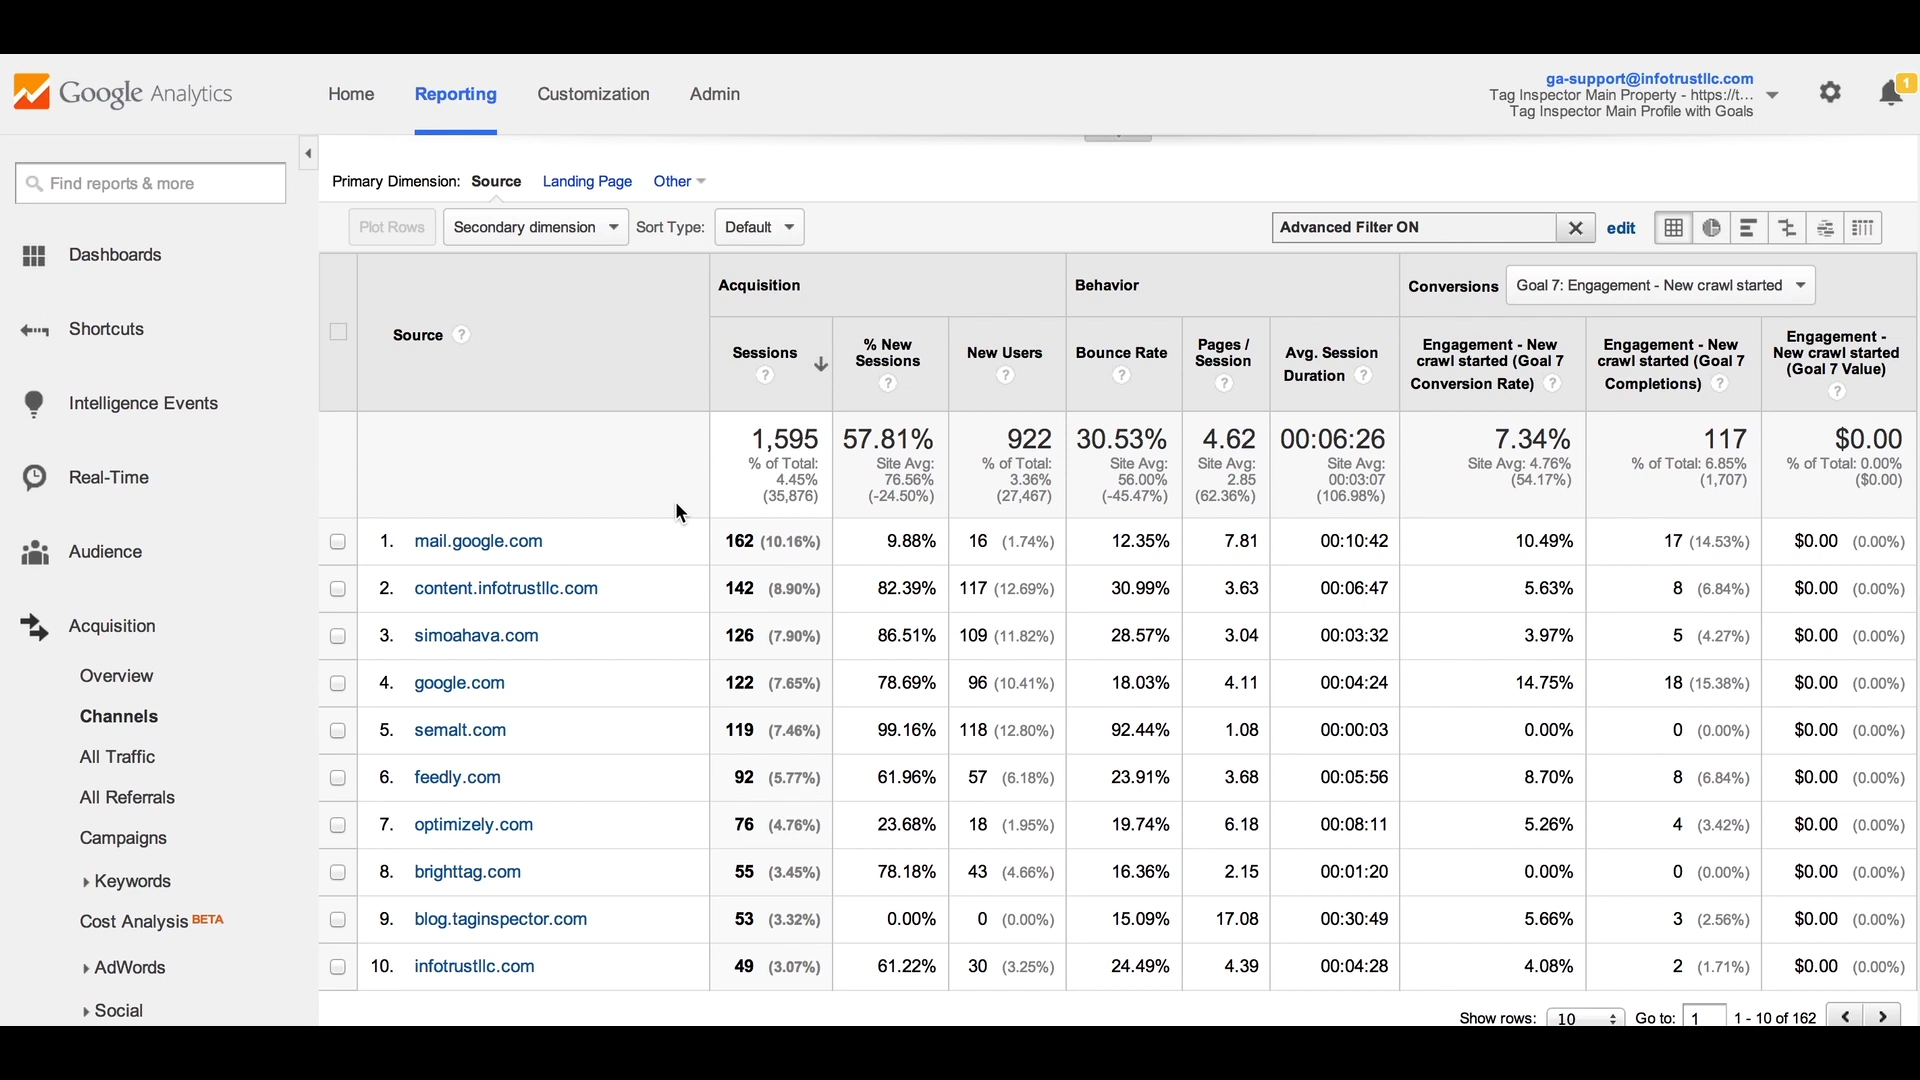 Google Analytics
Home Reporting Customization Admin
ga-support@infotrustllc.com
Tag Inspector Main Property - https://t...
Tag Inspector Main Profile with Goals
1
Find reports & more
Dashboards
Shortcuts
Intelligence Events
Real-Time
Audience
Acquisition
Overview
Channels
All Traffic
All Referrals
Campaigns
Keywords
Cost Analysis BETA
AdWords
Social
Primary Dimension: Source Landing Page Other
Plot Rows Secondary dimension Sort Type: Default Advanced Filter ON edit
Acquisition Behavior Conversions Goal 7: Engagement - New crawl started
Source ?
Sessions ?
% New
Sessions
?
New Users
?
Bounce Rate
?
Pages /
Session
?
Avg. Session
Duration ?
Engagement - New
crawl started (Goal 7
Conversion Rate) ?
Engagement - New
crawl started (Goal 7
Completions) ?
Engagement -
New crawl started
(Goal 7 Value)
?
1,595
% of Total:
4.45%
(35,876)
57.81%
Site Avg:
76.56%
(-24.50%)
922
% of Total:
3.36%
(27,467)
30.53%
Site Avg:
56.00%
(-45.47%)
4.62
Site Avg:
2.85
(62.36%)
00:06:26
Site Avg:
00:03:07
(106.98%)
7.34%
Site Avg: 4.76%
(54.17%)
117
% of Total: 6.85%
(1,707)
$0.00
% of Total: 0.00%
($0.00)
1. mail.google.com 162 (10.16%) 9.88% 16 (1.74%) 12.35% 7.81 00:10:42 10.49% 17 (14.53%) $0.00 (0.00%)
2. content.infotrustllc.com 142 (8.90%) 82.39% 117 (12.69%) 30.99% 3.63 00:06:47 5.63% 8 (6.84%) $0.00 (0.00%)
3. simoahava.com 126 (7.90%) 86.51% 109 (11.82%) 28.57% 3.04 00:03:32 3.97% 5 (4.27%) $0.00 (0.00%)
4. google.com 122 (7.65%) 78.69% 96 (10.41%) 18.03% 4.11 00:04:24 14.75% 18 (15.38%) $0.00 (0.00%)
5. semalt.com 119 (7.46%) 99.16% 118 (12.80%) 92.44% 1.08 00:00:03 0.00% 0 (0.00%) $0.00 (0.00%)
6. feedly.com 92 (5.77%) 61.96% 57 (6.18%) 23.91% 3.68 00:05:56 8.70% 8 (6.84%) $0.00 (0.00%)
7. optimizely.com 76 (4.76%) 23.68% 18 (1.95%) 19.74% 6.18 00:08:11 5.26% 4 (3.42%) $0.00 (0.00%)
8. brighttag.com 55 (3.45%) 78.18% 43 (4.66%) 16.36% 2.15 00:01:20 0.00% 0 (0.00%) $0.00 (0.00%)
9. blog.taginspector.com 53 (3.32%) 0.00% 0 (0.00%) 15.09% 17.08 00:30:49 5.66% 3 (2.56%) $0.00 (0.00%)
10. infotrustllc.com 49 (3.07%) 61.22% 30 (3.25%) 24.49% 4.39 00:04:28 4.08% 2 (1.71%) $0.00 (0.00%)
Show rows: 10 Go to: 1 1 - 10 of 162